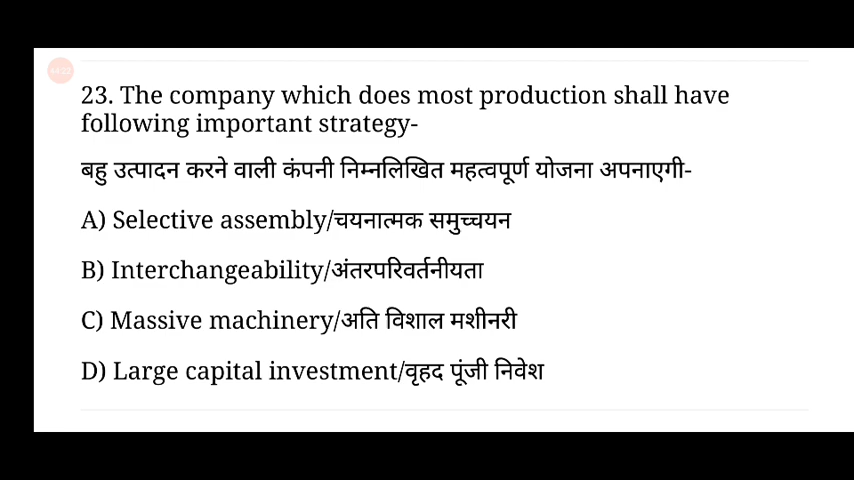 23. The company which does most production shall have
following important strategy-
बहु उत्पादन करने वाली कंपनी निम्नलिखित महत्वपूर्ण योजना अपनाएगी-
A) Selective assembly/चयनात्मक समुच्चयन
B) Interchangeability/अंतरपरिवर्तनीयता
C) Massive machinery/अति विशाल मशीनरी
D) Large capital investment/वृहद पूंजी निवेश